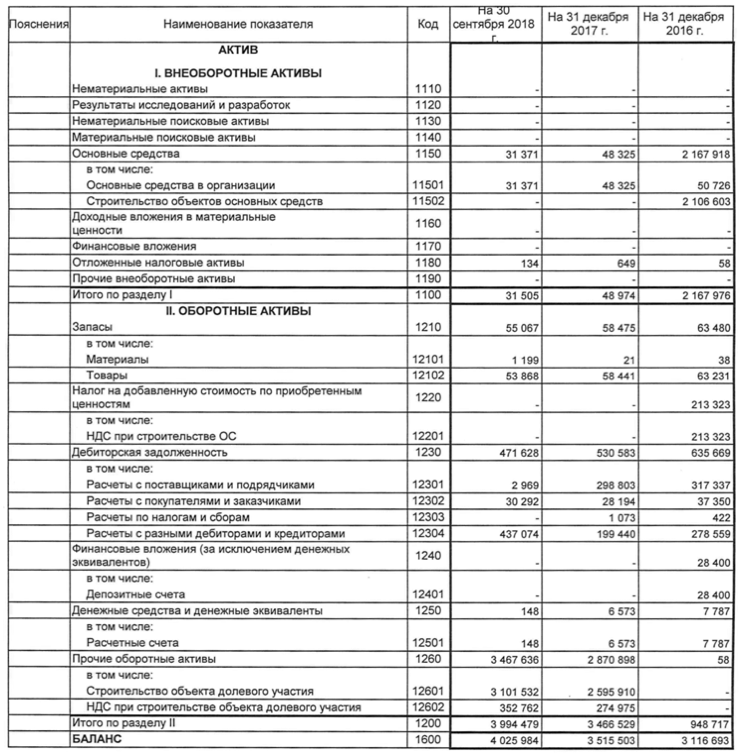 Пояснения Наименование показателя Код На 30 сентября 2018 г. На 31 декабря 2017 г. На 31 декабря 2016 г.
АКТИВ
I. ВНЕОБОРОТНЫЕ АКТИВЫ
Нематериальные активы 1110 - - -
Результаты исследований и разработок 1120 - - -
Нематериальные поисковые активы 1130 - - -
Материальные поисковые активы 1140 - - -
Основные средства 1150 31 371 48 325 2 167 918
в том числе:
Основные средства в организации 11501 31 371 48 325 50 726
Строительство объектов основных средств 11502 - - 2 106 603
Доходные вложения в материальные
ценности 1160 - - -
Финансовые вложения 1170 - - -
Отложенные налоговые активы 1180 134 649 58
Прочие внеоборотные активы 1190 - - -
Итого по разделу I 1100 31 505 48 974 2 167 976
II. ОБОРОТНЫЕ АКТИВЫ
Запасы 1210 55 067 58 475 63 480
в том числе:
Материалы 12101 1 199 21 38
Товары 12102 53 868 58 441 63 231
Налог на добавленную стоимость по приобретенным
ценностям 1220 - - 213 323
в том числе:
НДС при строительстве ОС 12201 - - 213 323
Дебиторская задолженность 1230 471 628 530 583 635 669
в том числе:
Расчеты с поставщиками и подрядчиками 12301 2 969 298 803 317 337
Расчеты с покупателями и заказчиками 12302 30 292 28 194 37 350
Расчеты по налогам и сборам 12303 - 1 073 422
Расчеты с разными дебиторами и кредиторами 12304 437 074 199 440 278 559
Финансовые вложения (за исключением денежных
эквивалентов) 1240 - - 28 400
в том числе:
Депозитные счета 12401 - - 28 400
Денежные средства и денежные эквиваленты 1250 148 6 573 7 787
в том числе:
Расчетные счета 12501 148 6 573 7 787
Прочие оборотные активы 1260 3 467 636 2 870 898 58
в том числе:
Строительство объекта долевого участия 12601 3 101 532 2 595 910 -
НДС при строительстве объекта долевого участия 12602 352 762 274 975 -
Итого по разделу II 1200 3 994 479 3 466 529 948 717
БАЛАНС 1600 4 025 984 3 515 503 3 116 693